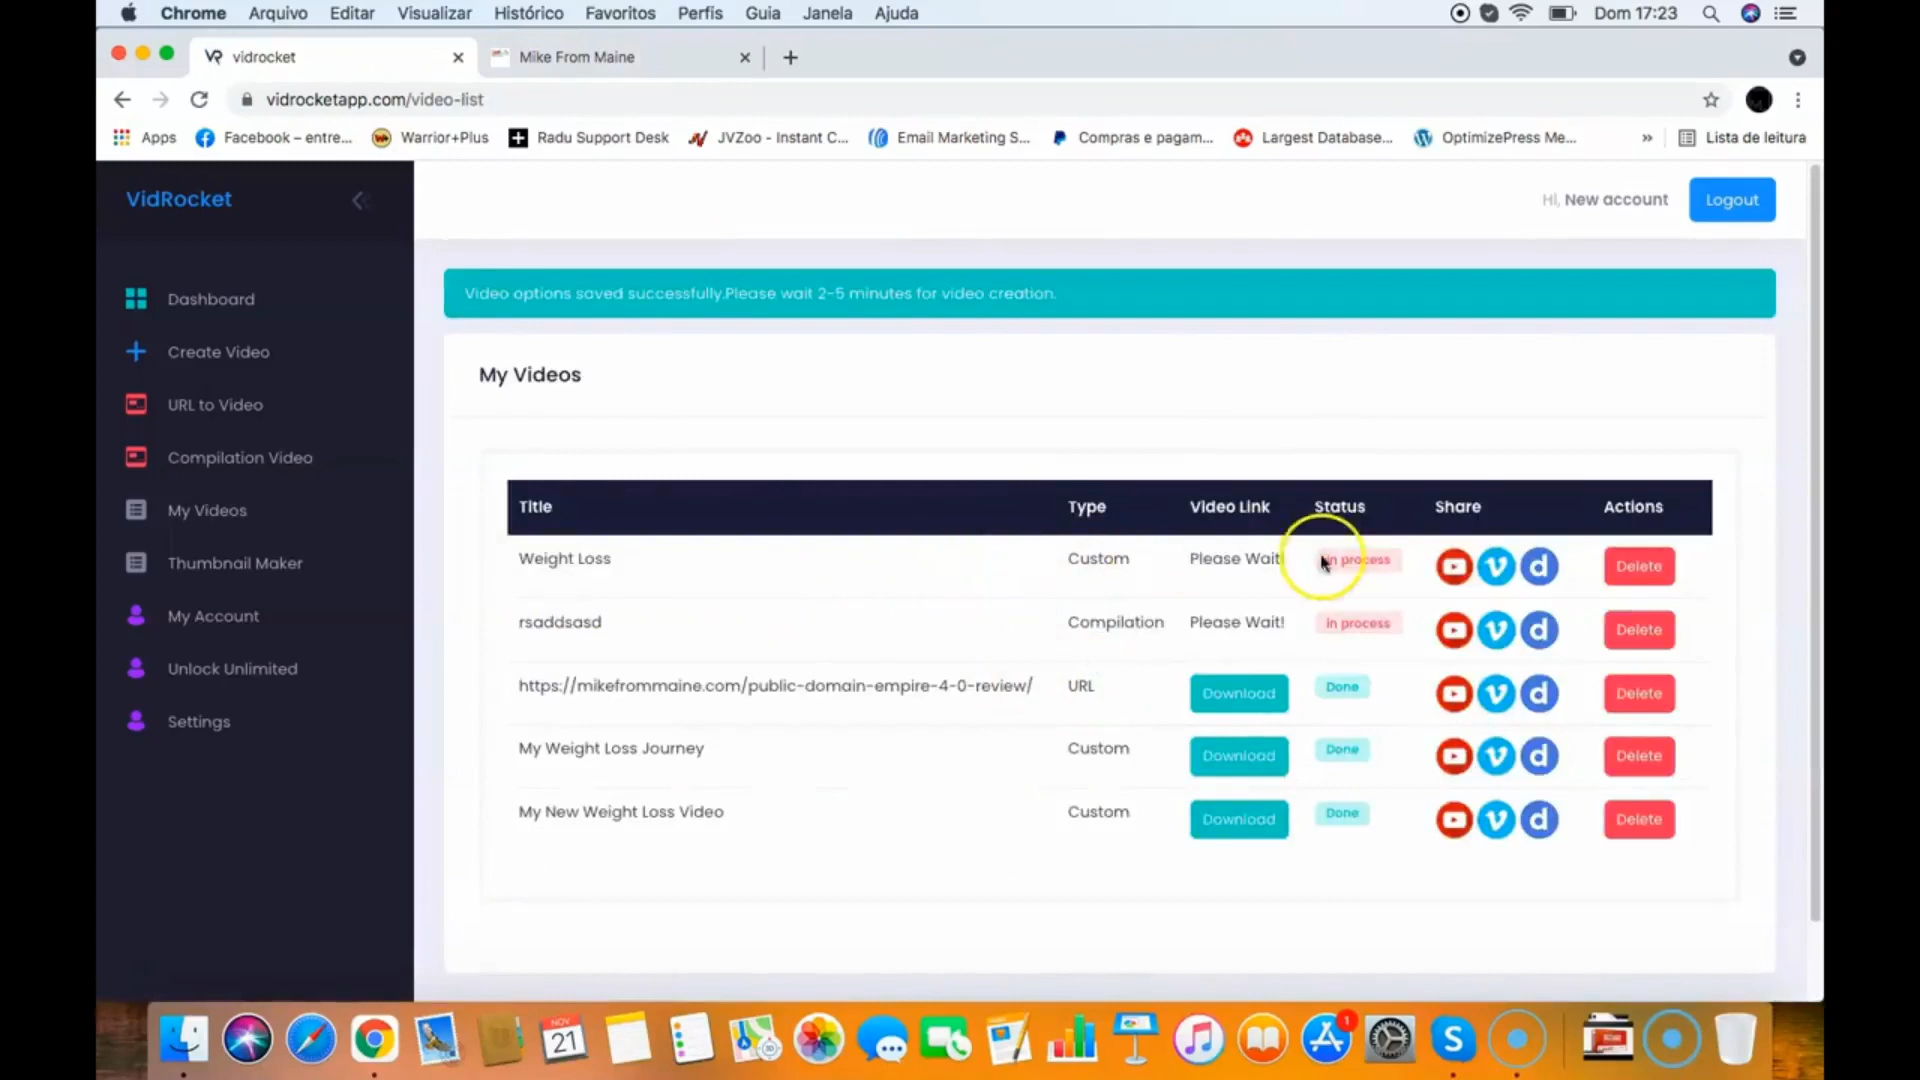 Chrome Arquivo Editar Visualizar Histórico Favoritos Perfis Guia Janela Ajuda Dom 17:23
vidrocket Mike From Maine
vidrocketapp.com/video-list
Apps Facebook – entre... Warrior+Plus Radu Support Desk JVZoo - Instant C... Email Marketing S... Compras e pagam... Largest Database... OptimizePress Me... » Lista de leitura
VidRocket
Hi, New account Logout
Dashboard
Create Video
URL to Video
Compilation Video
My Videos
Thumbnail Maker
My Account
Unlock Unlimited
Settings
Video options saved successfully.Please wait 2-5 minutes for video creation.
My Videos
Title Type Video Link Status Share Actions
Weight Loss Custom Please Wait! in process Delete
rsaddsasd Compilation Please Wait! in process Delete
https://mikefrommaine.com/public-domain-empire-4-0-review/ URL Download Done Delete
My Weight Loss Journey Custom Download Done Delete
My New Weight Loss Video Custom Download Done Delete
NOV
21
1